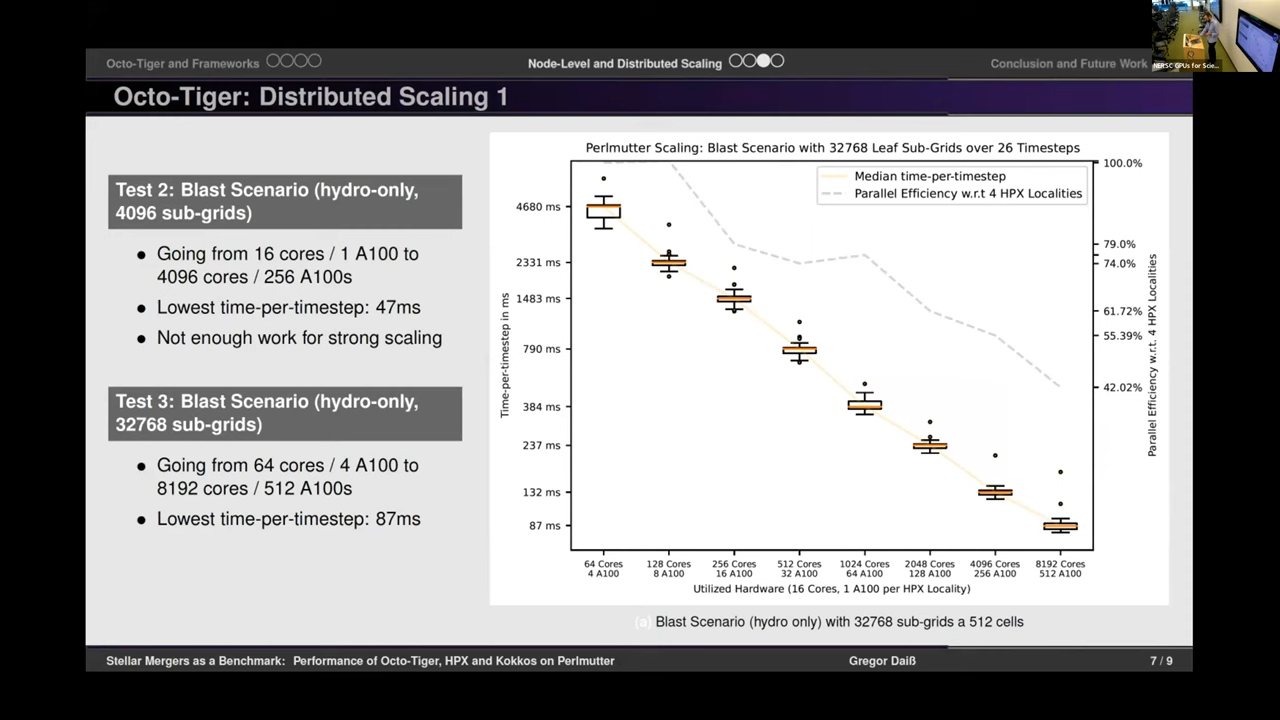 NERSC GPUs for Scie...
Octo-Tiger and Frameworks
Node-Level and Distributed Scaling
Conclusion and Future Work
Octo-Tiger: Distributed Scaling 1
Test 2: Blast Scenario (hydro-only,
4096 sub-grids)
● Going from 16 cores / 1 A100 to
4096 cores / 256 A100s
● Lowest time-per-timestep: 47ms
● Not enough work for strong scaling
Test 3: Blast Scenario (hydro-only,
32768 sub-grids)
● Going from 64 cores / 4 A100 to
8192 cores / 512 A100s
● Lowest time-per-timestep: 87ms
Perlmutter Scaling: Blast Scenario with 32768 Leaf Sub-Grids over 26 Timesteps
Median time-per-timestep
Parallel Efficiency w.r.t 4 HPX Localities
Time-per-timestep in ms
4680 ms
2331 ms
1483 ms
790 ms
384 ms
237 ms
132 ms
87 ms
100.0%
79.0%
74.0%
61.72%
55.39%
42.02%
Parallel Efficiency w.r.t. 4 HPX Localities
64 Cores
4 A100
128 Cores
8 A100
256 Cores
16 A100
512 Cores
32 A100
1024 Cores
64 A100
2048 Cores
128 A100
4096 Cores
256 A100
8192 Cores
512 A100
Utilized Hardware (16 Cores, 1 A100 per HPX Locality)
(a) Blast Scenario (hydro only) with 32768 sub-grids a 512 cells
Stellar Mergers as a Benchmark: Performance of Octo-Tiger, HPX and Kokkos on Perlmutter
Gregor Daiß
7 / 9